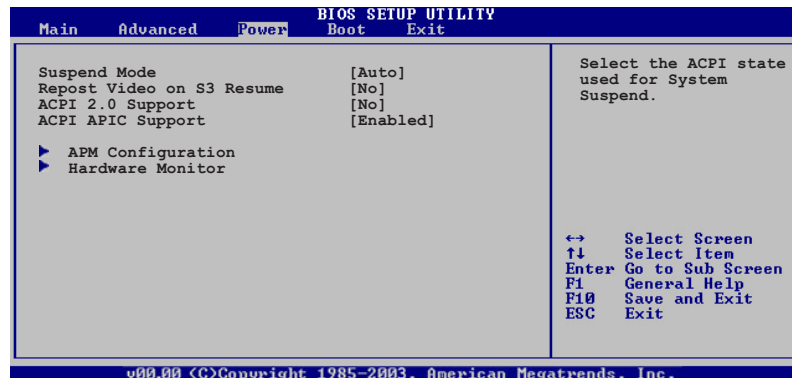 BIOS SETUP UTILITY
Main Advanced Power Boot Exit
Suspend Mode [Auto]
Repost Video on S3 Resume [No]
ACPI 2.0 Support [No]
ACPI APIC Support [Enabled]
APM Configuration
Hardware Monitor
Select the ACPI state
used for System
Suspend.
←→ Select Screen
↑↓ Select Item
Enter Go to Sub Screen
F1 General Help
F10 Save and Exit
ESC Exit
v00.00 (C)Copyright 1985-2003, American Megatrends, Inc.